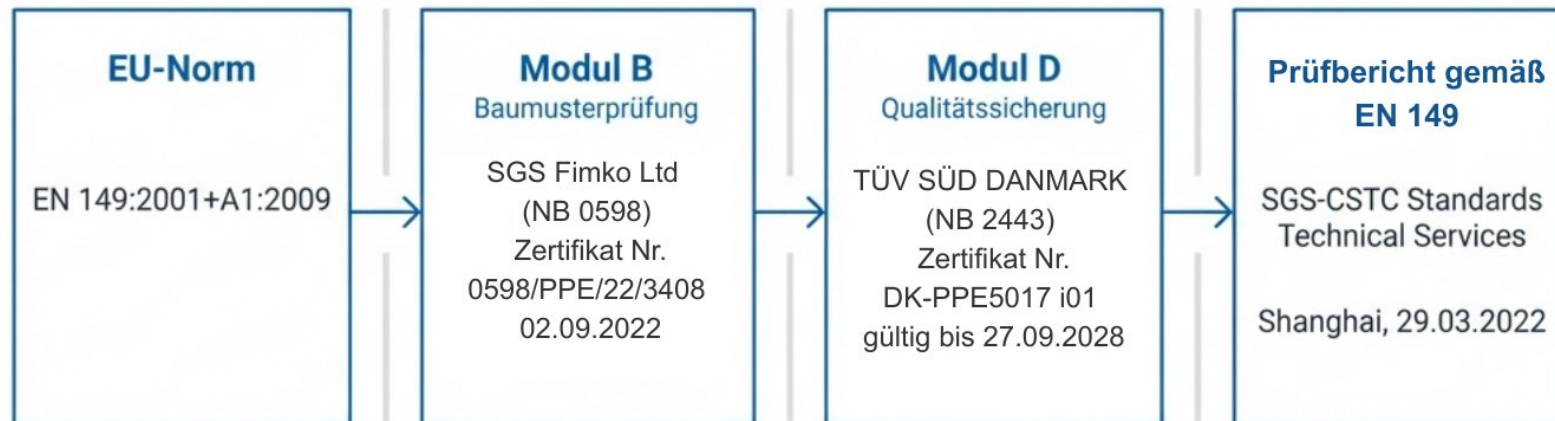 EU-Norm
EN 149:2001+A1:2009
Modul B
Baumusterprüfung
SGS Fimko Ltd
(NB 0598)
Zertifikat Nr.
0598/PPE/22/3408
02.09.2022
Modul D
Qualitätssicherung
TÜV SÜD DANMARK
(NB 2443)
Zertifikat Nr.
DK-PPE5017 i01
gültig bis 27.09.2028
Prüfbericht gemäß
EN 149
SGS-CSTC Standards
Technical Services
Shanghai, 29.03.2022